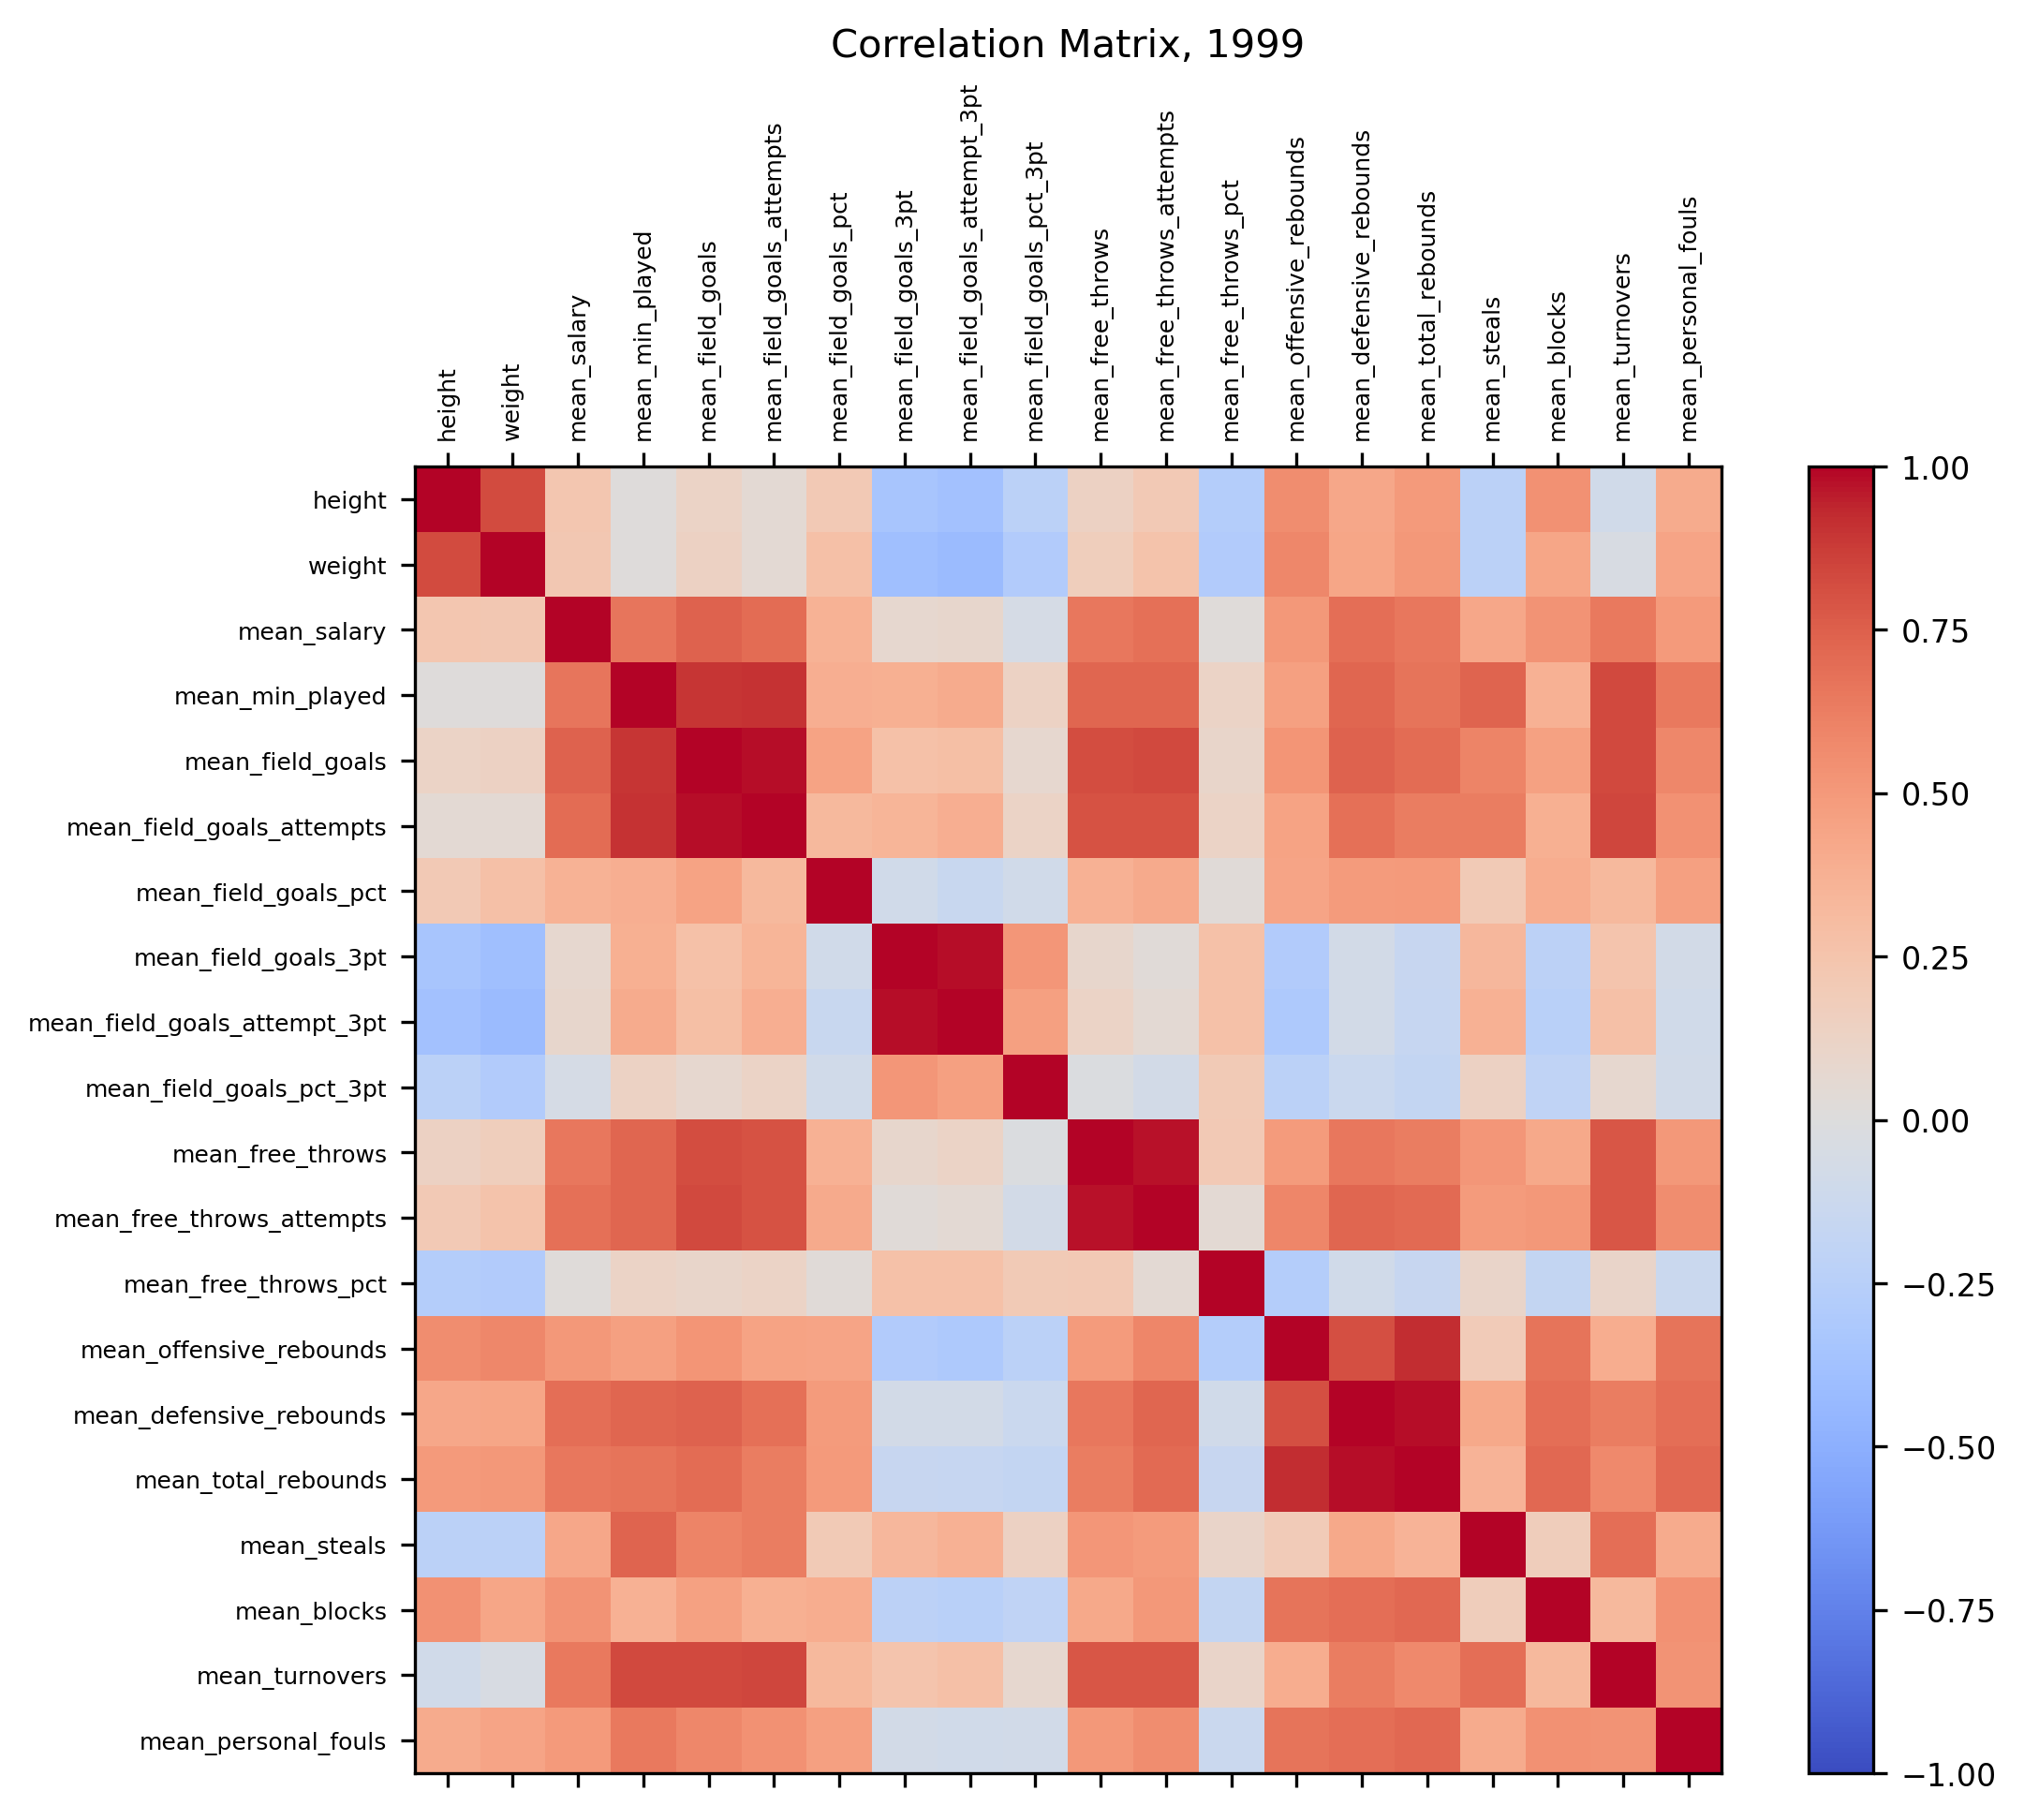 Correlation Matrix, 1999
height
weight
mean_salary
mean_min_played
mean_field_goals
mean_field_goals_attempts
mean_field_goals_pct
mean_field_goals_3pt
mean_field_goals_attempt_3pt
mean_field_goals_pct_3pt
mean_free_throws
mean_free_throws_attempts
mean_free_throws_pct
mean_offensive_rebounds
mean_defensive_rebounds
mean_total_rebounds
mean_steals
mean_blocks
mean_turnovers
mean_personal_fouls
height
weight
mean_salary
mean_min_played
mean_field_goals
mean_field_goals_attempts
mean_field_goals_pct
mean_field_goals_3pt
mean_field_goals_attempt_3pt
mean_field_goals_pct_3pt
mean_free_throws
mean_free_throws_attempts
mean_free_throws_pct
mean_offensive_rebounds
mean_defensive_rebounds
mean_total_rebounds
mean_steals
mean_blocks
mean_turnovers
mean_personal_fouls
1.00
0.75
0.50
0.25
0.00
−0.25
−0.50
−0.75
−1.00